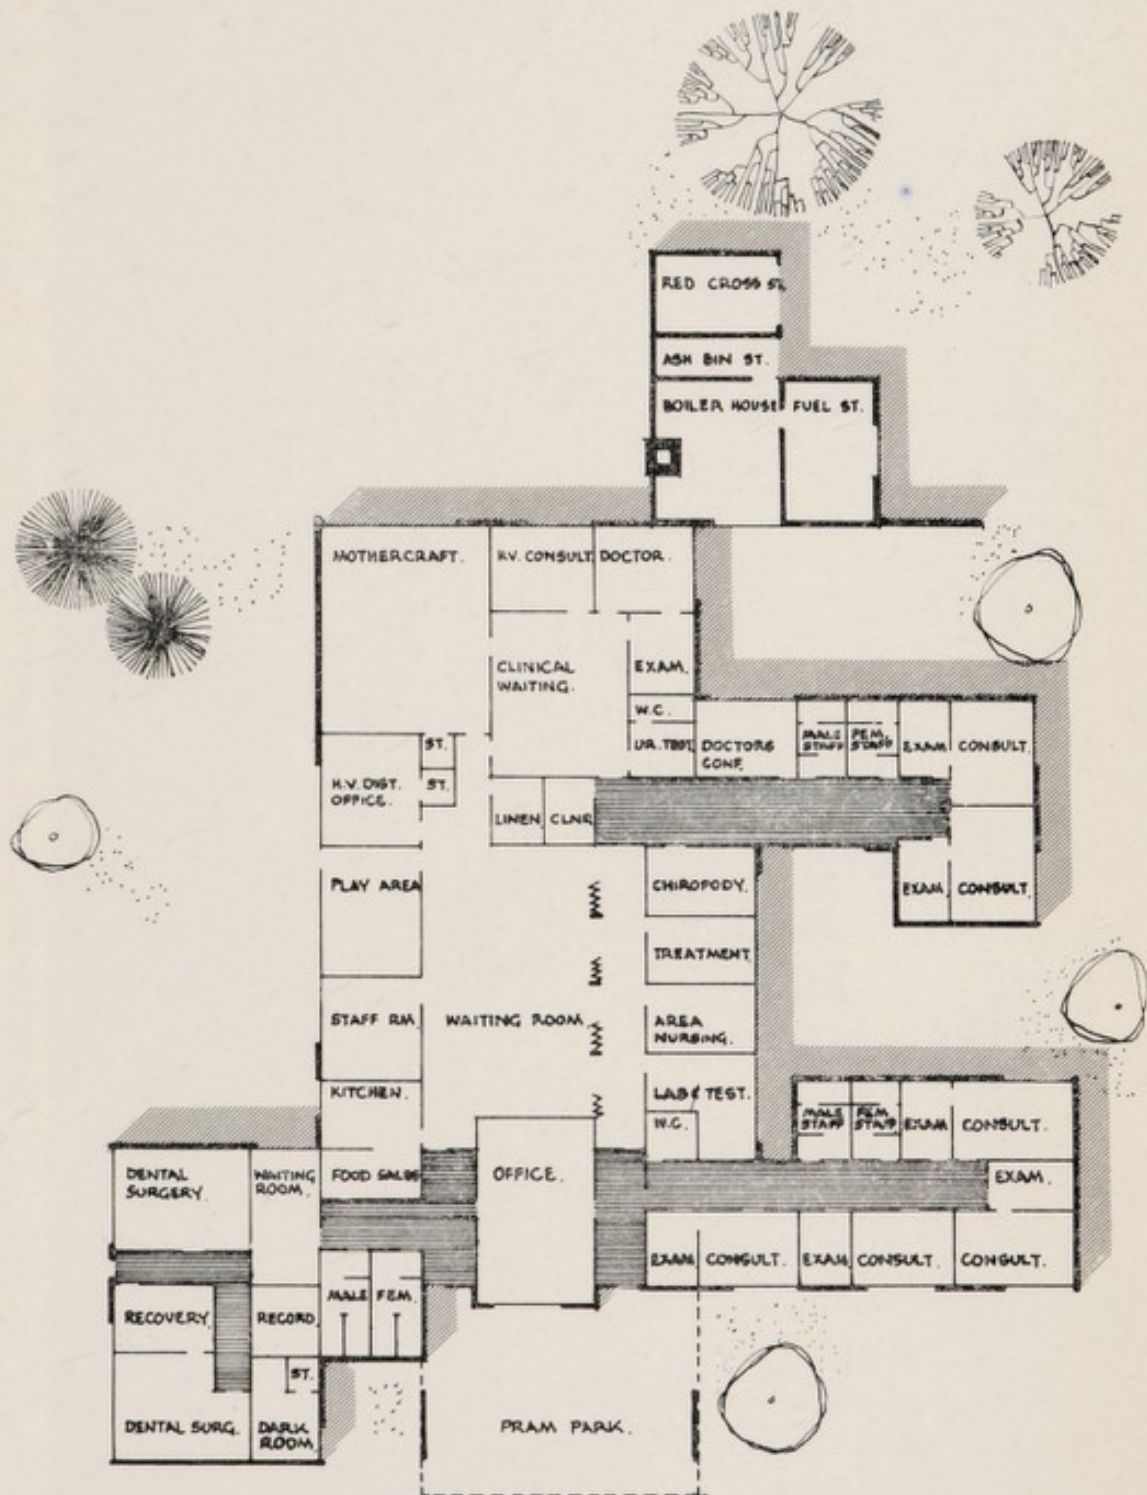 RED CROSS ST.
ASH BIN ST.
BOILER HOUSE
FUEL ST.
MOTHERCRAFT.
H.V. CONSULT.
DOCTOR.
CLINICAL
WAITING.
EXAM.
W.C.
UR. TEST.
DOCTORS
CONF.
MALE
STAFF
FEM.
STAFF
EXAM
CONSULT.
ST.
ST.
H.V. DIST.
OFFICE.
LINEN
CLNR
EXAM.
CONSULT.
PLAY AREA
CHIROPODY.
TREATMENT
STAFF RM.
WAITING ROOM.
AREA
NURSING.
KITCHEN.
LAB & TEST.
W.C.
MALE
STAFF
FEM.
STAFF
EXAM
CONSULT.
DENTAL
SURGERY.
WAITING
ROOM.
FOOD SALES
OFFICE.
EXAM.
EXAM
CONSULT.
EXAM
CONSULT.
CONSULT.
RECOVERY.
RECORD.
MALE
FEM.
ST.
DENTAL SURG.
DARK
ROOM.
PRAM PARK.